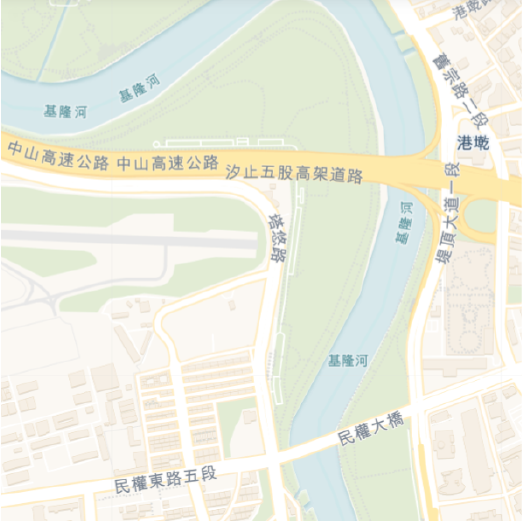 港墘
舊宗路二段
基隆河
基隆河
港墘
中山高速公路
中山高速公路
汐止五股高架道路
堤頂大道一段
塔悠路
基隆河
基隆河
民權大橋
民權東路五段